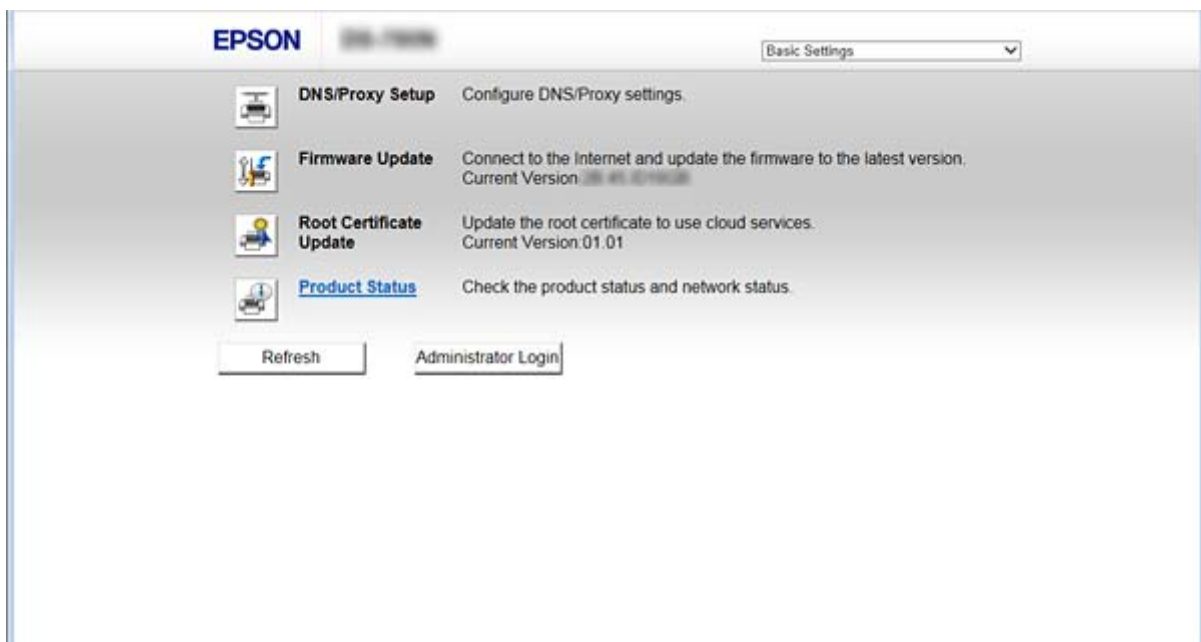 EPSON
Basic Settings
DNS/Proxy Setup
Configure DNS/Proxy settings.
Firmware Update
Connect to the Internet and update the firmware to the latest version.
Current Version:
Root Certificate
Update
Update the root certificate to use cloud services.
Current Version:01.01
Product Status
Check the product status and network status.
Refresh
Administrator Login